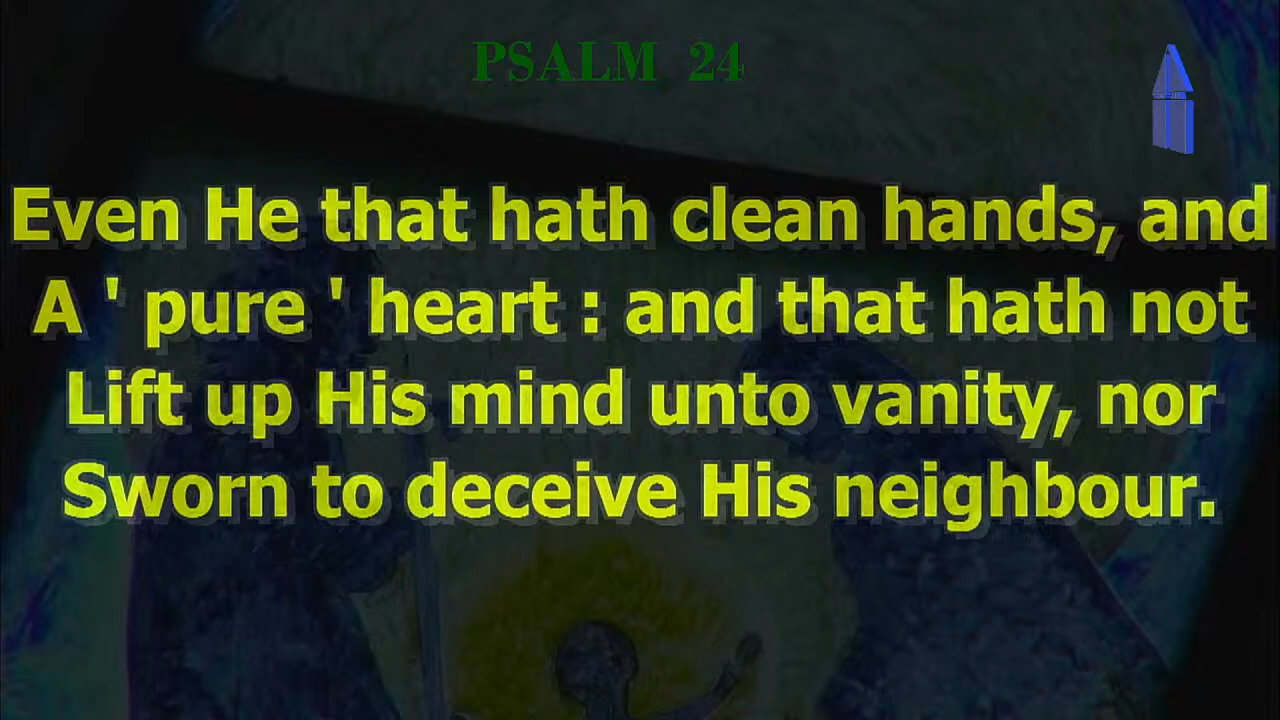 PSALM 24
Even He that hath clean hands, and
A ' pure ' heart : and that hath not
Lift up His mind unto vanity, nor
Sworn to deceive His neighbour.